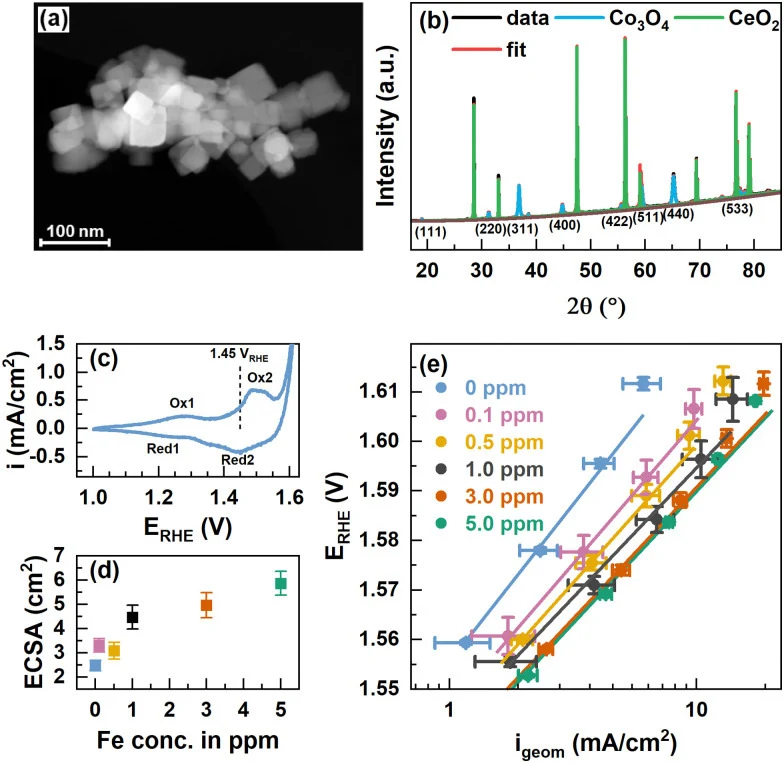 (a)
100 nm
(b)
data Co₃O₄ CeO₂
fit
Intensity (a.u.)
(111) (220) (311) (400) (422) (511) (440) (533)
20 30 40 50 60 70 80
2θ (°)
(c)
1.45 V_RHE
Ox1 Ox2
Red1 Red2
i (mA/cm²)
1.5
1.0
0.5
0.0
-0.5
1.0 1.2 1.4 1.6
E_RHE (V)
(d)
ECSA (cm²)
7
6
5
4
3
2
0 1 2 3 4 5
Fe conc. in ppm
(e)
0 ppm
0.1 ppm
0.5 ppm
1.0 ppm
3.0 ppm
5.0 ppm
E_RHE (V)
1.61
1.60
1.59
1.58
1.57
1.56
1.55
1 10
i_geom (mA/cm²)